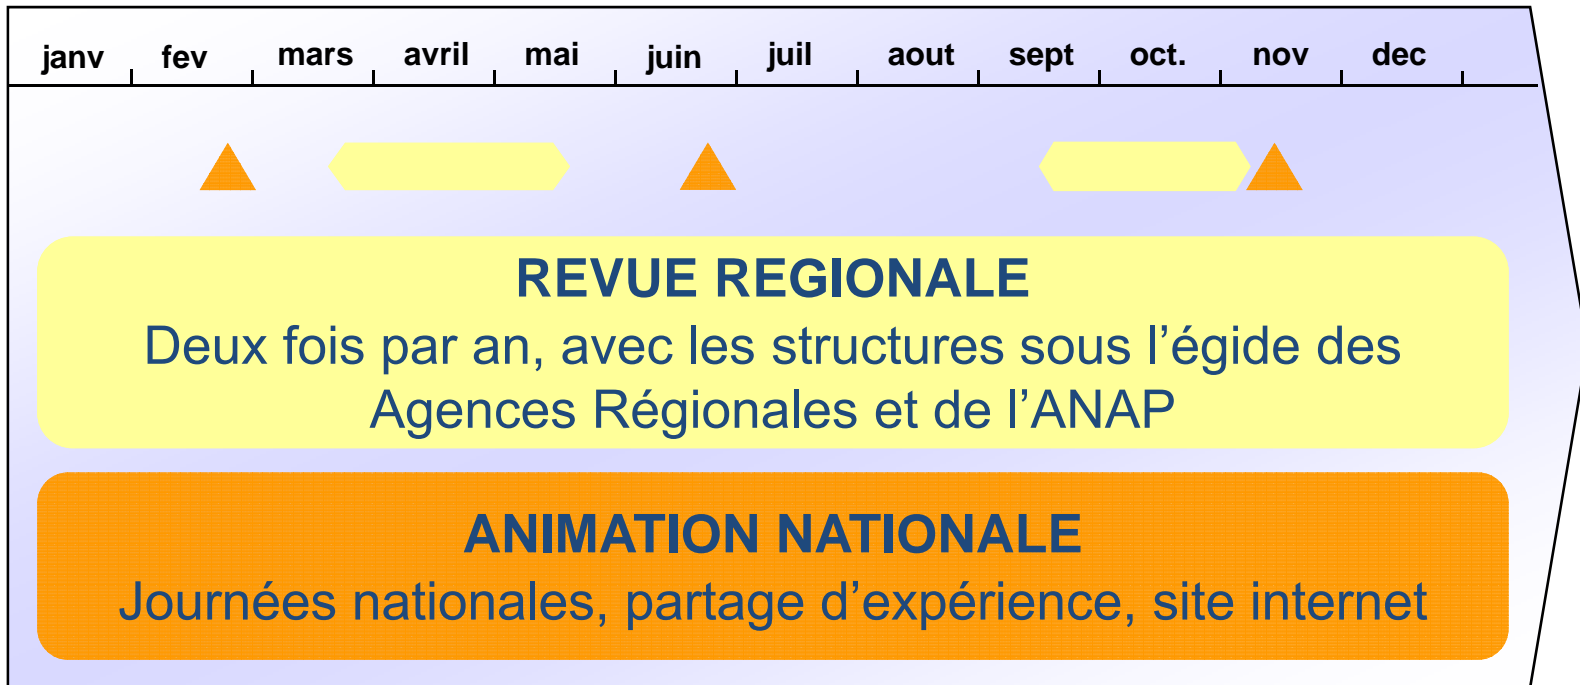 janv fev mars avril mai juin juil aout sept oct. nov dec
REVUE REGIONALE
Deux fois par an, avec les structures sous l’égide des
Agences Régionales et de l’ANAP
ANIMATION NATIONALE
Journées nationales, partage d’expérience, site internet